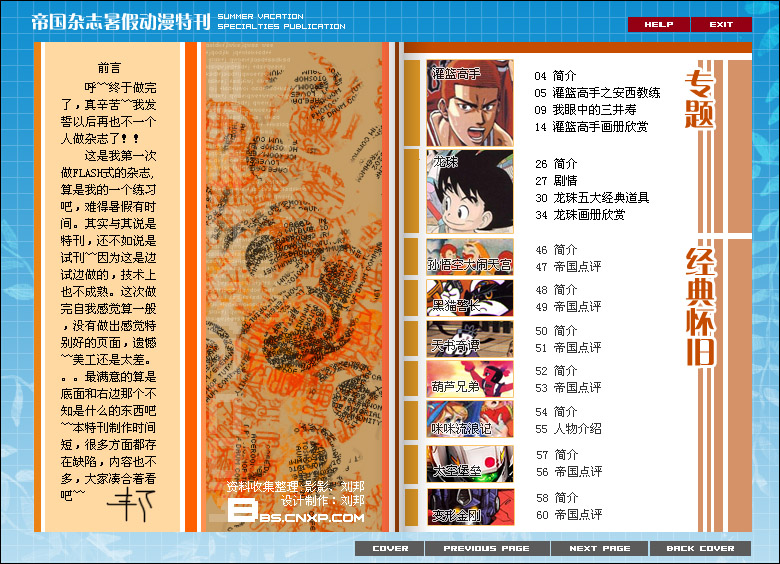 帝国杂志暑假动漫特刊
SUMMER VACATION
SPECIALTIES PUBLICATION
HELP
EXIT
前言
呼^^终于做完
了，真辛苦^^我发
誓以后再也不一个
人做杂志了！！
这是我第一次
做FLASH式的杂志,
算是我的一个练习
吧，难得暑假有时
间。其实与其说是
特刊，还不如说是
试刊^^因为这是边
试边做的，技术上
也不成熟。这次做
完自我感觉算一般
，没有做出感觉特
别好的页面，遗憾
^^美工还是太差。
。。最满意的算是
底面和右边那个不
知是什么的东西吧
^^本特刊制作时间
短，很多方面都存
在缺陷，内容也不
多，大家凑合着看
吧^^
邦
资料收集整理:影影、刘邦
设计制作：刘邦
BBS.CNXP.COM
专题
灌篮高手
04 简介
05 灌篮高手之安西教练
09 我眼中的三井寿
14 灌篮高手画册欣赏
龙珠
26 简介
27 剧情
30 龙珠五大经典道具
34 龙珠画册欣赏
经典怀旧
孙悟空大闹天宫
46 简介
47 帝国点评
黑猫警长
48 简介
49 帝国点评
天书奇谭
50 简介
51 帝国点评
葫芦兄弟
52 简介
53 帝国点评
咪咪流浪记
54 简介
55 人物介绍
太空堡垒
57 简介
56 帝国点评
变形金刚
58 简介
60 帝国点评
COVER
PREVIOUS PAGE
NEXT PAGE
BACK COVER